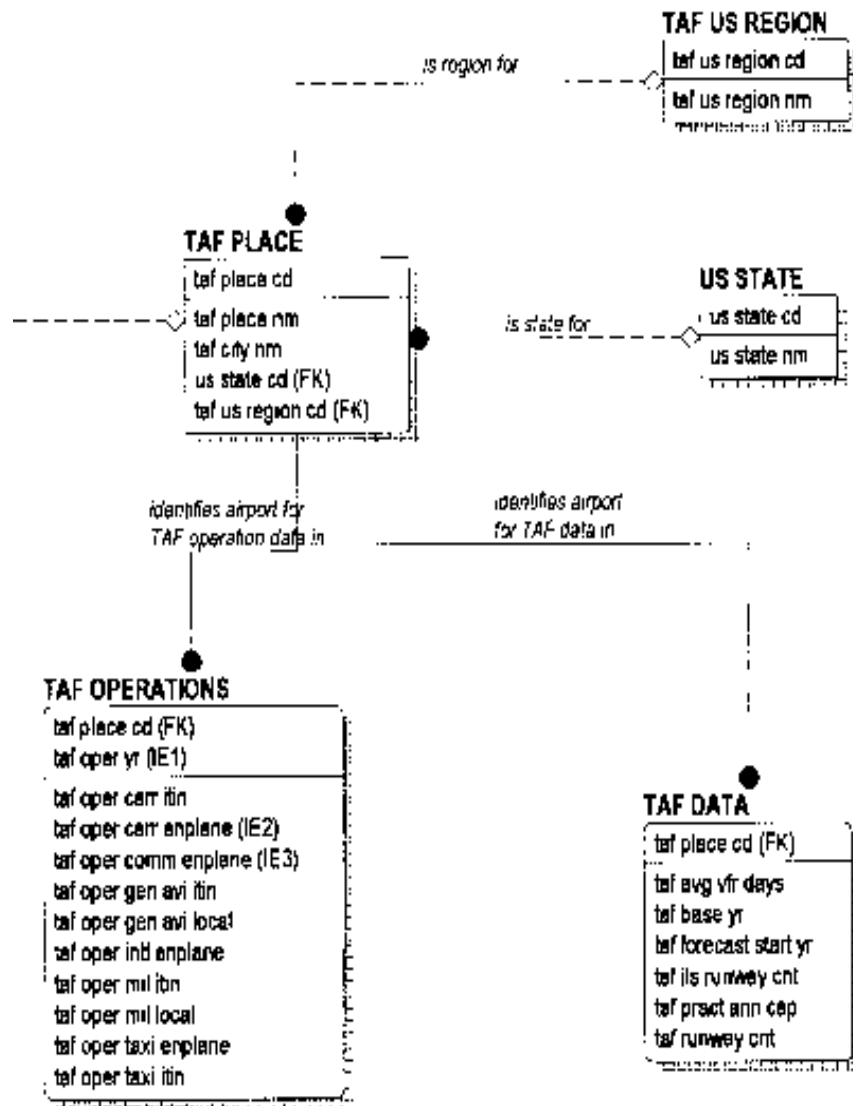 TAF US REGION
taf us region cd
taf us region nm
is region for
TAF PLACE
taf place cd
taf place nm
taf city nm
us state cd (FK)
taf us region cd (FK)
is state for
US STATE
us state cd
us state nm
identifies airport for
TAF operation data in
identifies airport
for TAF data in
TAF OPERATIONS
taf place cd (FK)
taf oper yr (IE1)
taf oper carr itin
taf oper carr enplane (IE2)
taf oper comm enplane (IE3)
taf oper gen avi itin
taf oper gen avi local
taf oper intl enplane
taf oper mil itin
taf oper mil local
taf oper taxi enplane
taf oper taxi itin
TAF DATA
taf place cd (FK)
taf avg vfr days
taf base yr
taf forecast start yr
taf ils runway cnt
taf pract ann cap
taf runway cnt